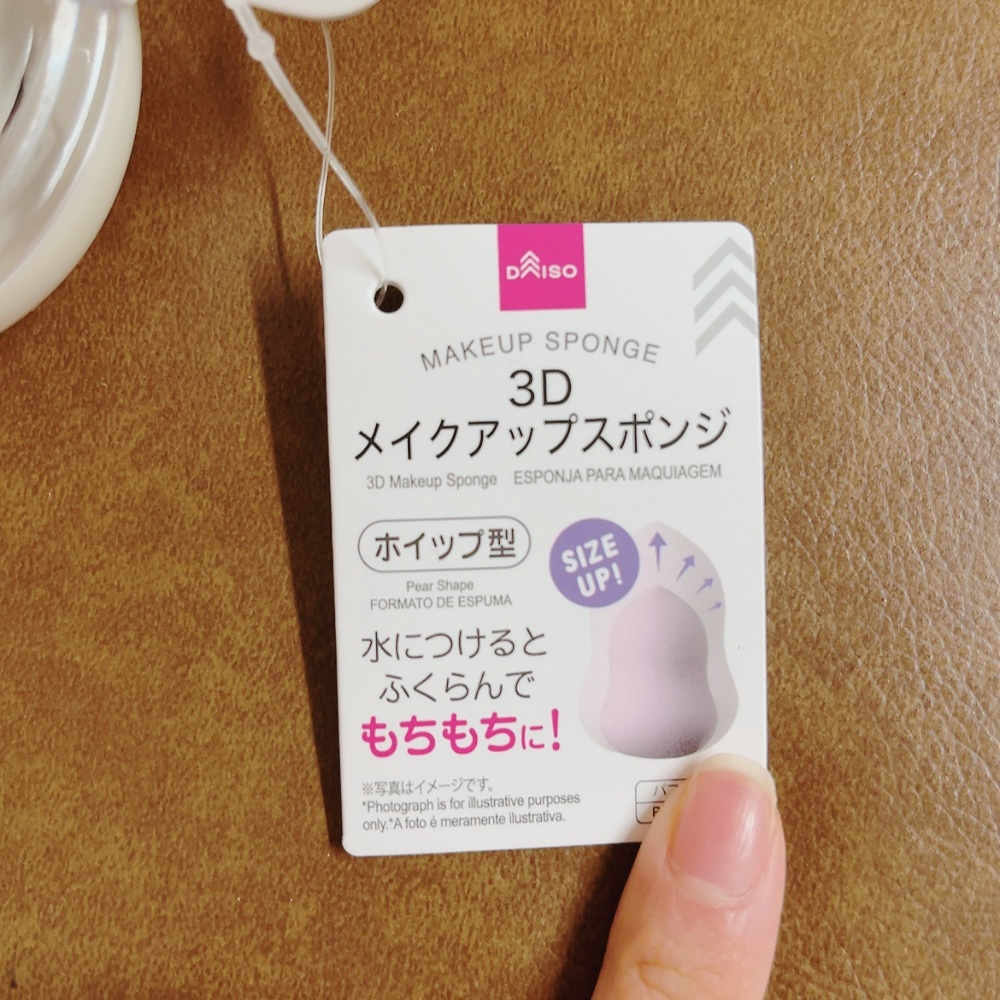 DAISO
MAKEUP SPONGE
3D
メイクアップスポンジ
3D Makeup Sponge ESPONJA PARA MAQUIAGEM
ホイップ型
Pear Shape
FORMATO DE ESPUMA
SIZE
UP!
水につけると
ふくらんで
もちもちに!
※写真はイメージです。
*Photograph is for illustrative purposes
only.*A foto é meramente ilustrativa.